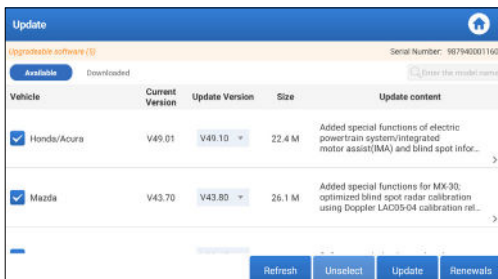 Update
Upgradeable software (5)
Serial Number: 987940001160
Available
Downloaded
Enter the model name
Vehicle
Current Version
Update Version
Size
Update content
Honda/Acura
V49.01
V49.10
22.4 M
Added special functions of electric
powertrain system/integrated
motor assist(IMA) and blind spot infor...
Mazda
V43.70
V43.80
26.1 M
Added special functions for MX-30;
optimized blind spot radar calibration
using Doppler LAC05-04 calibration rel...
Refresh
Unselect
Update
Renewals